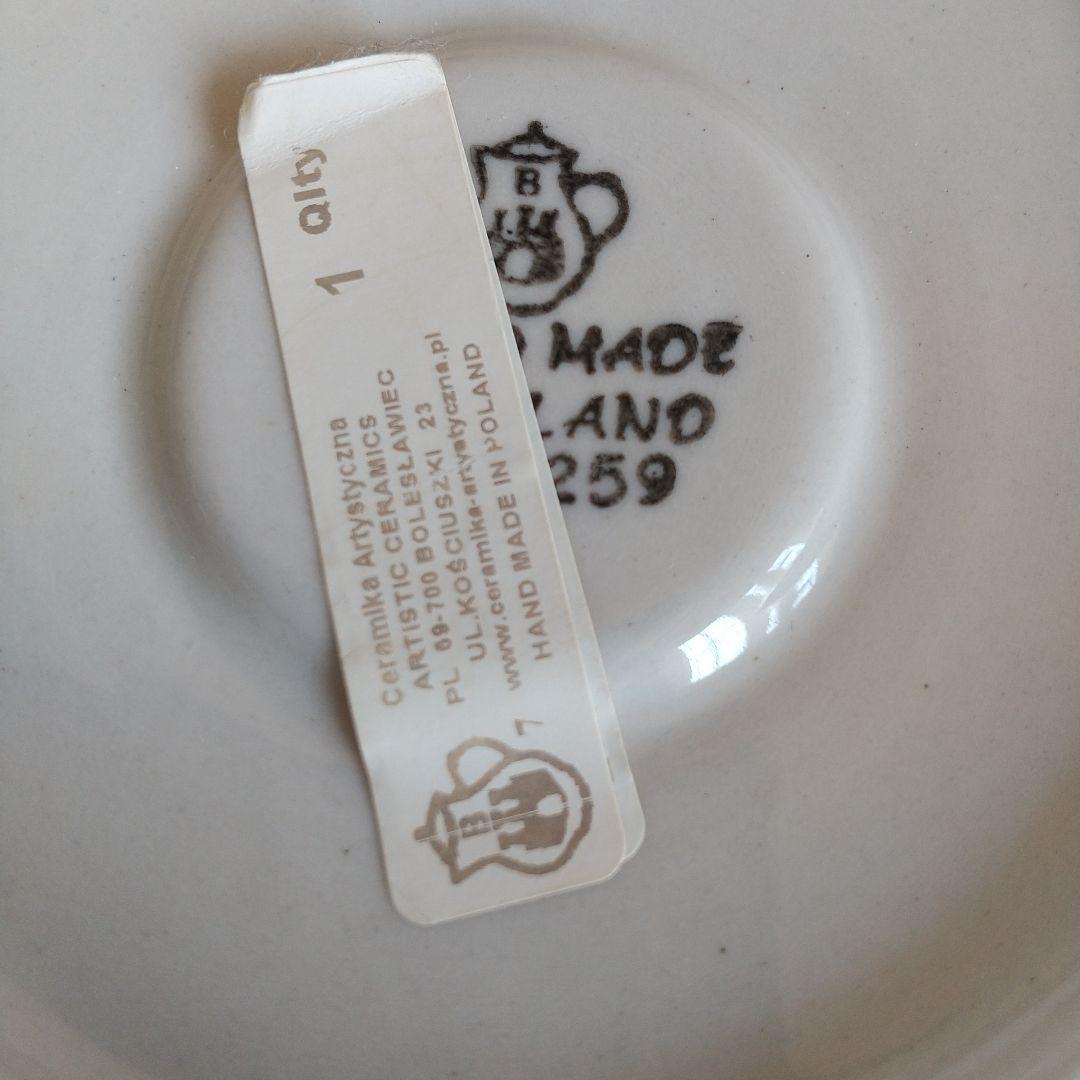 1 Qlty
Ceramika Artystyczna
ARTISTIC CERAMICS
PL 69-700 BOLESŁAWIEC
UL.KOŚCIUSZKI 23
www.ceramika-artystyczna.pl
HAND MADE IN POLAND
7
B
B
MADE
LAND
259